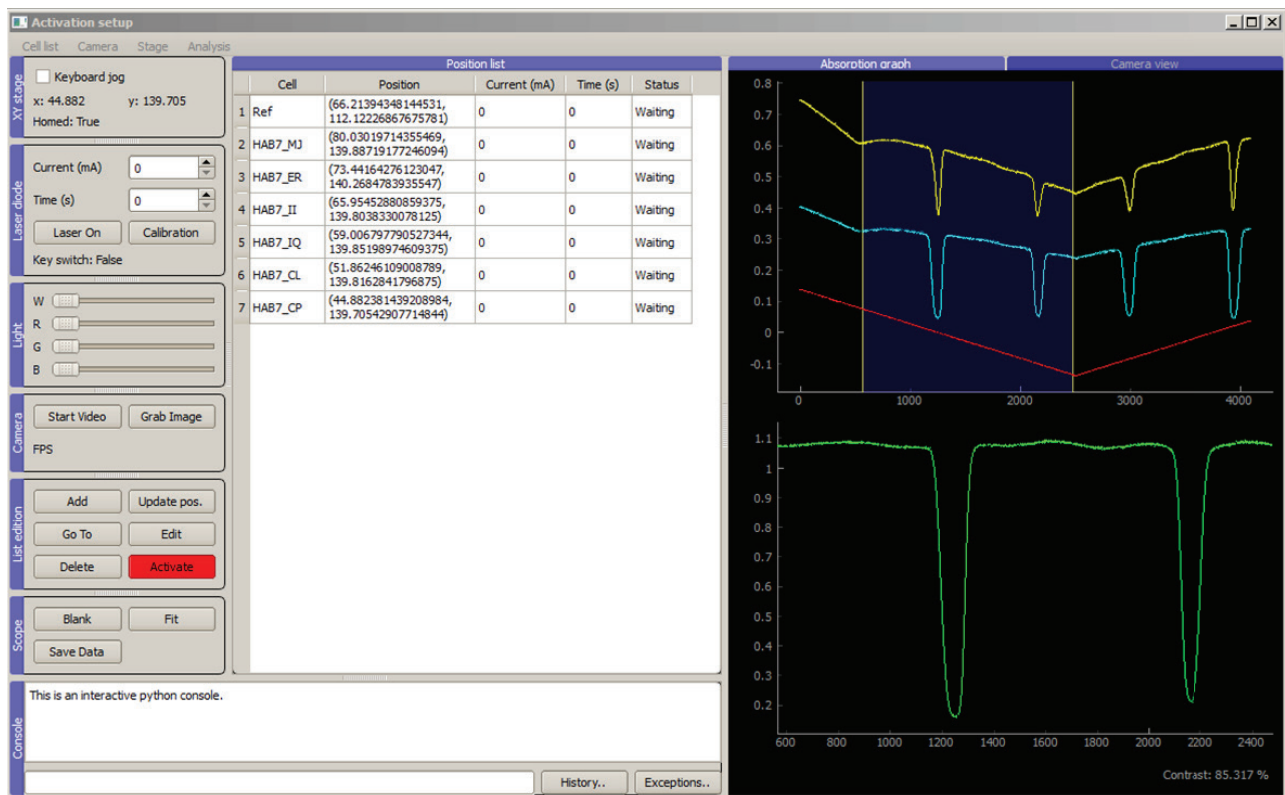 Activation setup
Cell list Camera Stage Analysis
XY stage
Keyboard jog
x: 44.882 y: 139.705
Homed: True
Laser diode
Current (mA) 0
Time (s) 0
Laser On Calibration
Key switch: False
Light
W
R
G
B
Camera
Start Video Grab Image
FPS
List edition
Add Update pos.
Go To Edit
Delete Activate
Scope
Blank Fit
Save Data
Position list
Cell Position Current (mA) Time (s) Status
1 Ref (66.21394348144531, 112.12226867675781) 0 0 Waiting
2 HAB7_MJ (80.03019714355469, 139.88719177246094) 0 0 Waiting
3 HAB7_ER (73.44164276123047, 140.2684783935547) 0 0 Waiting
4 HAB7_II (65.95452880859375, 139.8038330078125) 0 0 Waiting
5 HAB7_IQ (59.006797790527344, 139.85198974609375) 0 0 Waiting
6 HAB7_CL (51.86246109008789, 139.8162841796875) 0 0 Waiting
7 HAB7_CP (44.882381439208984, 139.70542907714844) 0 0 Waiting
Absorption graph Camera view
0.8
0.7
0.6
0.5
0.4
0.3
0.2
0.1
0
-0.1
0 1000 2000 3000 4000
1.1
1
0.9
0.8
0.7
0.6
0.5
0.4
0.3
0.2
600 800 1000 1200 1400 1600 1800 2000 2200 2400
Contrast: 85.317 %
Console
This is an interactive python console.
History.. Exceptions..